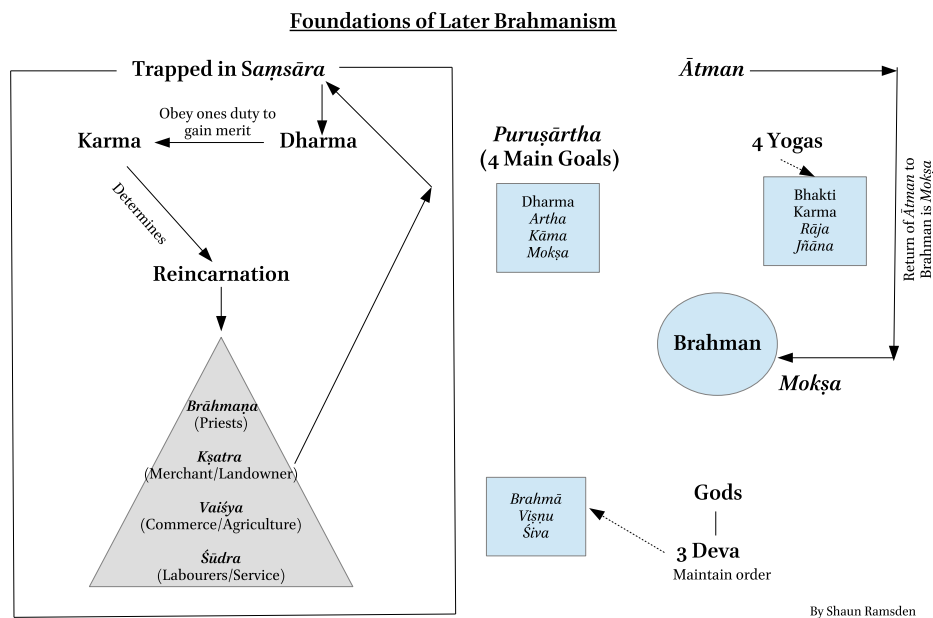 Foundations of Later Brahmanism
Trapped in Saṃsāra
Obey ones duty to
gain merit
Karma
Dharma
Determines
Reincarnation
Brāhmaṇa
(Priests)
Kṣatra
(Merchant/Landowner)
Vaiśya
(Commerce/Agriculture)
Śūdra
(Labourers/Service)
Puruṣārtha
(4 Main Goals)
Dharma
Artha
Kāma
Mokṣa
Ātman
4 Yogas
Bhakti
Karma
Rāja
Jñāna
Return of Ātman to
Brahman is Mokṣa
Brahman
Mokṣa
Gods
3 Deva
Maintain order
Brahmā
Viṣṇu
Śiva
By Shaun Ramsden